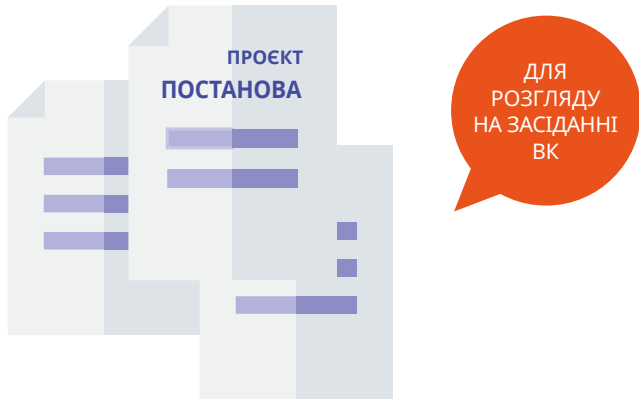 ПРОЄКТ
ПОСТАНОВА
ДЛЯ
РОЗГЛЯДУ
НА ЗАСІДАННІ
ВК